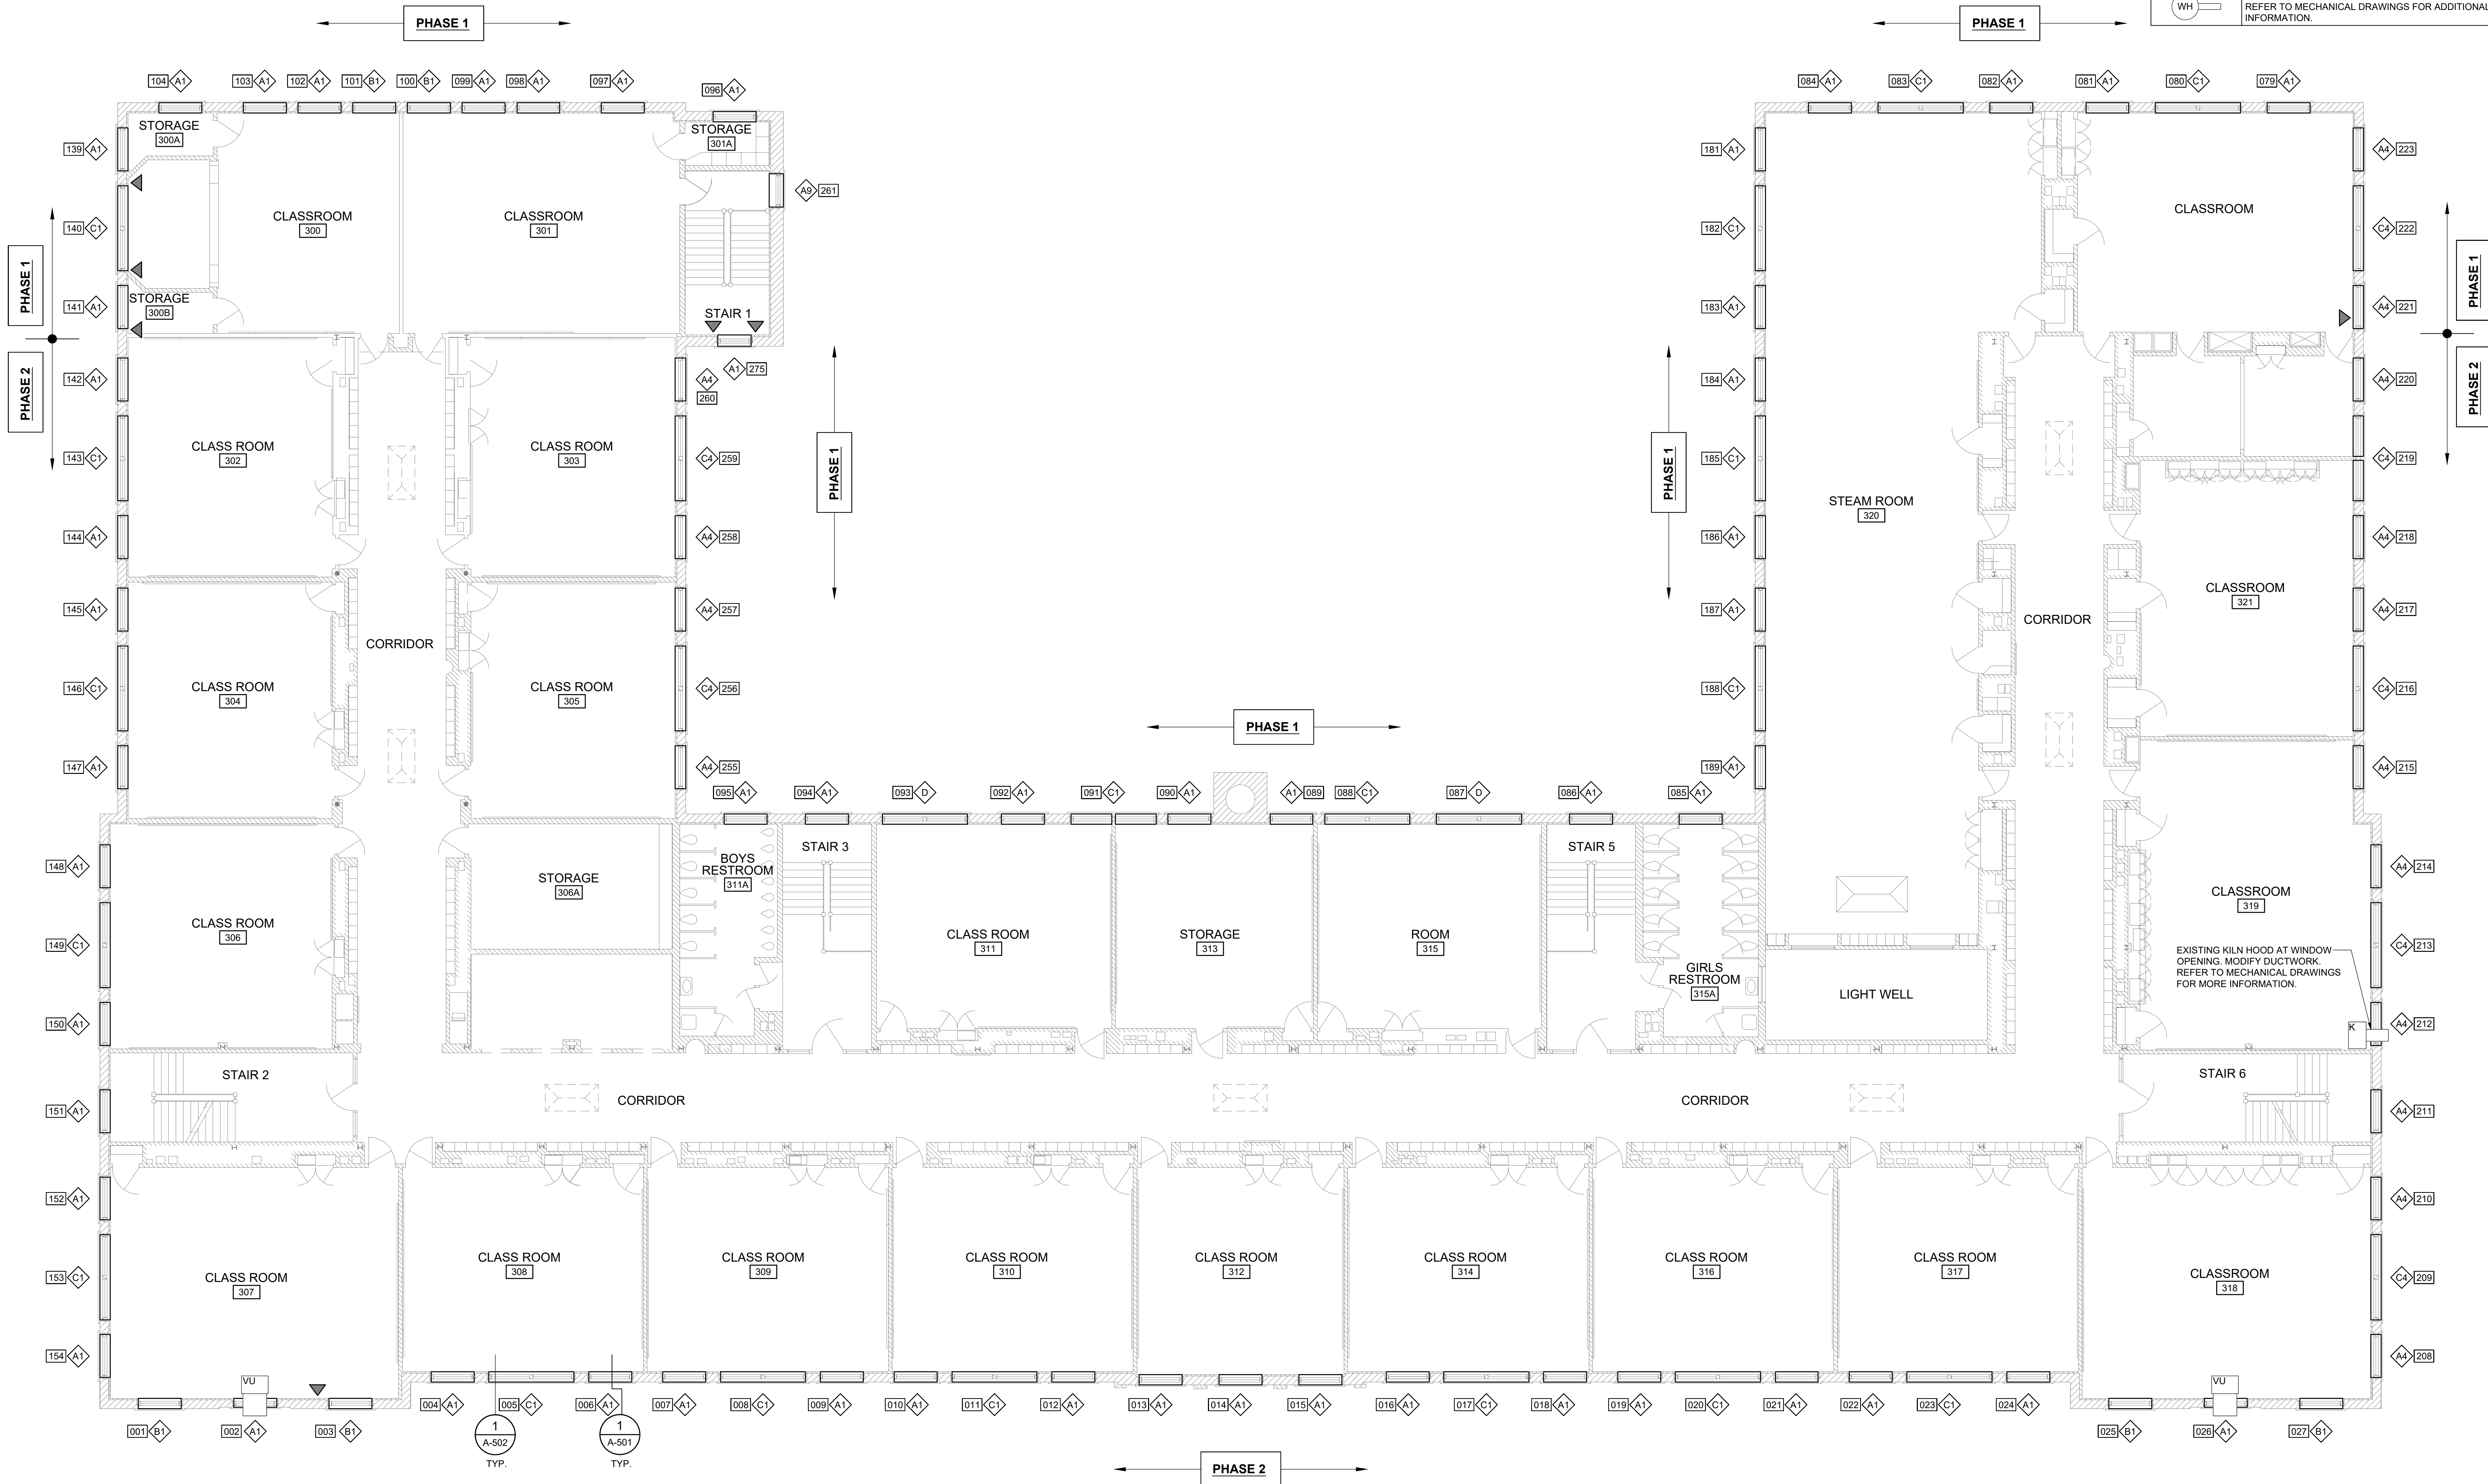 PHASE 1
PHASE 1
WH
REFER TO MECHANICAL DRAWINGS FOR ADDITIONAL
INFORMATION.
104 A1
103 A1
102 A1
101 B1
100 B1
099 A1
098 A1
097 A1
096 A1
084 A1
083 C1
082 A1
081 A1
080 C1
079 A1
STORAGE
300A
STORAGE
301A
139 A1
181 A1
A4 223
A9 261
CLASSROOM
300
CLASSROOM
301
CLASSROOM
140 C1
182 C1
C4 222
PHASE 1
PHASE 1
STORAGE
300B
141 A1
STAIR 1
183 A1
A4 221
PHASE 2
PHASE 2
142 A1
A4
260
A1 275
184 A1
A4 220
CLASS ROOM
302
CLASS ROOM
303
143 C1
C4 259
PHASE 1
PHASE 1
185 C1
C4 219
STEAM ROOM
320
144 A1
A4 258
186 A1
A4 218
CLASSROOM
321
145 A1
A4 257
187 A1
A4 217
CORRIDOR
CORRIDOR
CLASS ROOM
304
CLASS ROOM
305
146 C1
C4 256
188 C1
C4 216
PHASE 1
147 A1
A4 255
189 A1
A4 215
095 A1
094 A1
093 D
092 A1
091 C1
090 A1
A1 089
088 C1
087 D
086 A1
085 A1
STAIR 3
STAIR 5
148 A1
A4 214
BOYS
RESTROOM
311A
STORAGE
306A
CLASSROOM
319
CLASS ROOM
306
CLASS ROOM
311
STORAGE
313
ROOM
315
149 C1
C4 213
EXISTING KILN HOOD AT WINDOW
OPENING. MODIFY DUCTWORK.
REFER TO MECHANICAL DRAWINGS
FOR MORE INFORMATION.
GIRLS
RESTROOM
315A
LIGHT WELL
150 A1
K
A4 212
STAIR 2
STAIR 6
151 A1
CORRIDOR
CORRIDOR
A4 211
152 A1
A4 210
CLASS ROOM
307
CLASS ROOM
308
CLASS ROOM
309
CLASS ROOM
310
CLASS ROOM
312
CLASS ROOM
314
CLASS ROOM
316
CLASS ROOM
317
CLASSROOM
318
153 C1
C4 209
154 A1
A4 208
VU
VU
004 A1
005 C1
006 A1
007 A1
008 C1
009 A1
010 A1
011 C1
012 A1
013 A1
014 A1
015 A1
016 A1
017 C1
018 A1
019 A1
020 C1
021 A1
022 A1
023 C1
024 A1
001 B1
002 A1
003 B1
1
A-502
TYP.
1
A-501
TYP.
025 B1
026 A1
027 B1
PHASE 2